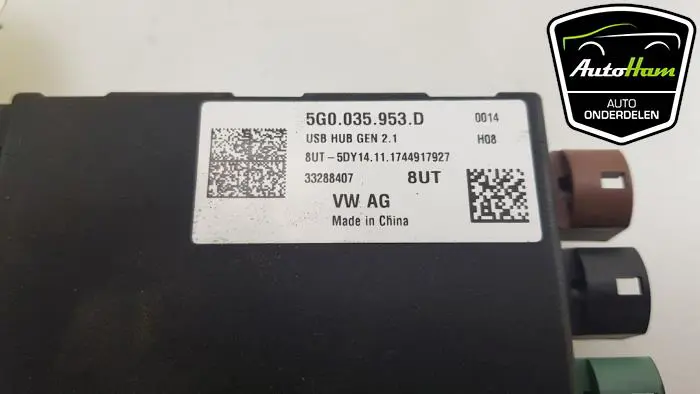 AutoHam
AUTO
ONDERDELEN
5G0.035.953.D 0014
USB HUB GEN 2.1 H08
8UT-5DY14.11.1744917927
33288407 8UT
VW AG
Made in China